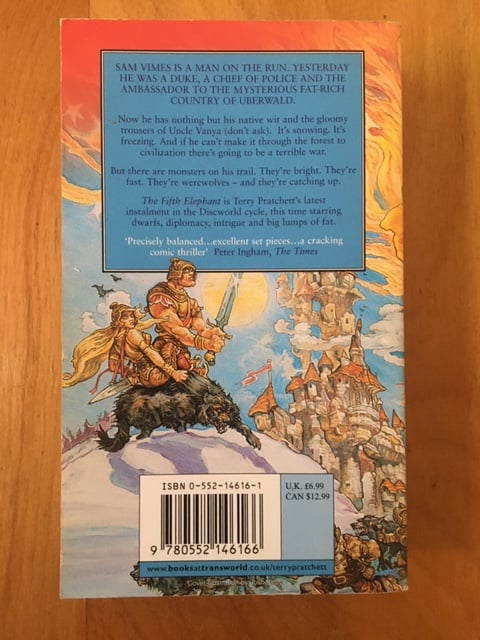 SAM VIMES IS A MAN ON THE RUN. YESTERDAY
HE WAS A DUKE, A CHIEF OF POLICE AND THE
AMBASSADOR TO THE MYSTERIOUS FAT-RICH
COUNTRY OF UBERWALD.
Now he has nothing but his native wit and the gloomy
trousers of Uncle Vanya (don't ask). It's snowing. It's
freezing. And if he can't make it through the forest to
civilization there's going to be a terrible war.
But there are monsters on his trail. They're bright. They're
fast. They're werewolves – and they're catching up.
The Fifth Elephant is Terry Pratchett's latest
instalment in the Discworld cycle, this time starring
dwarfs, diplomacy, intrigue and big lumps of fat.
'Precisely balanced...excellent set pieces...a cracking
comic thriller' Peter Ingham, The Times
ISBN 0-552-14616-1
U.K. £6.99
CAN $12.99
9 780552 146166
www.booksattransworld.co.uk/terrypratchett
Cover illustration by